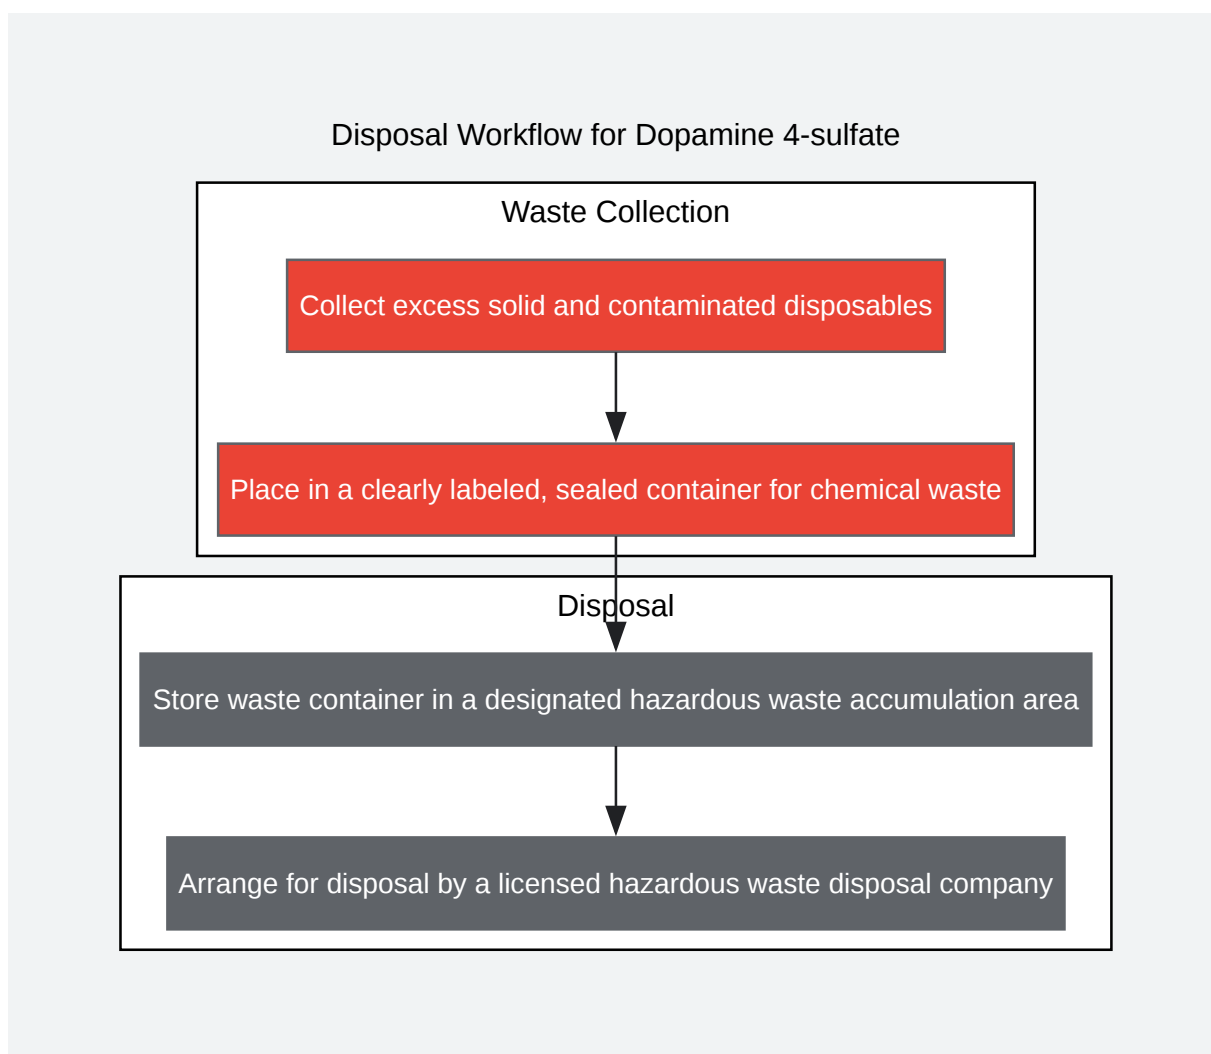 Disposal Workflow for Dopamine 4-sulfate
Waste Collection
Collect excess solid and contaminated disposables
Place in a clearly labeled, sealed container for chemical waste
Disposal
Store waste container in a designated hazardous waste accumulation area
Arrange for disposal by a licensed hazardous waste disposal company